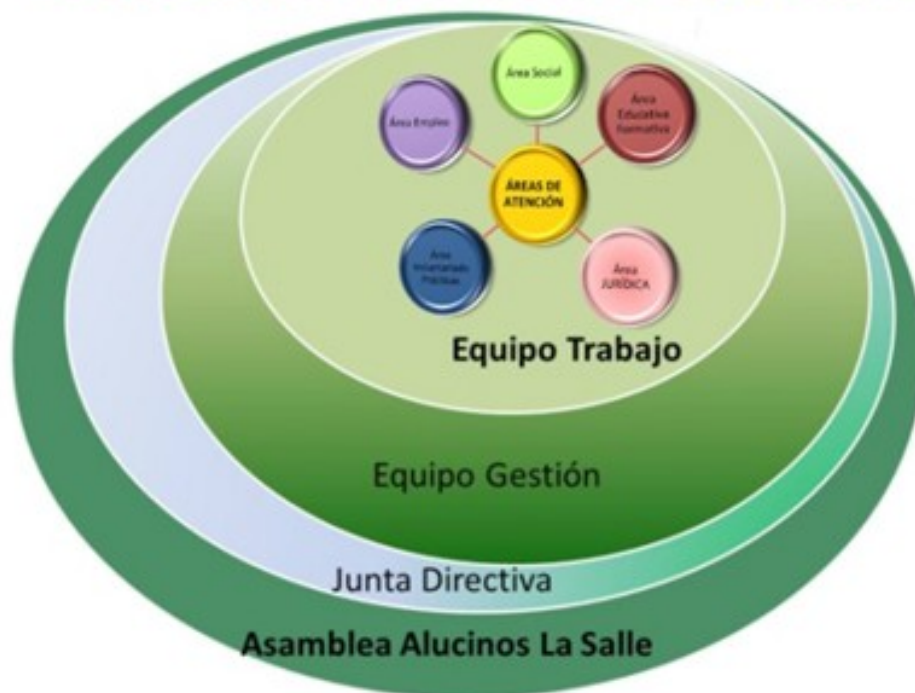 Área Social
Área Empleo
Área
Educativa
Formativa
ÁREAS DE
ATENCIÓN
Área
Voluntariado
Prácticas
Área
JURÍDICA
Equipo Trabajo
Equipo Gestión
Junta Directiva
Asamblea Alucinos La Salle